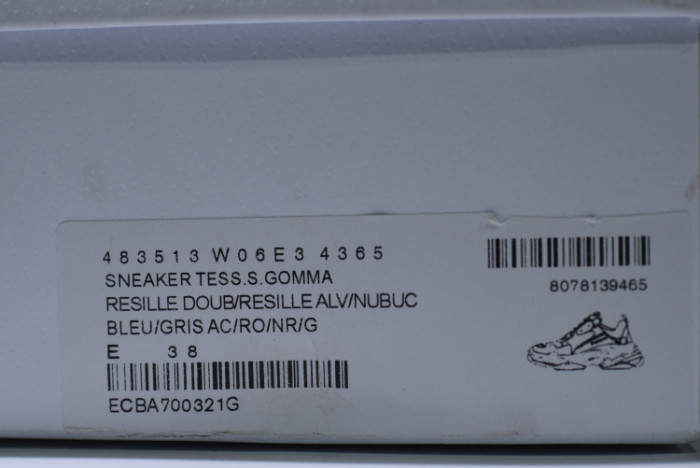 483513 W06E3 4365
SNEAKER TESS.S.GOMMA
RESILLE DOUB/RESILLE ALV/NUBUC
BLEU/GRIS AC/RO/NR/G
E 38
ECBA700321G
8078139465